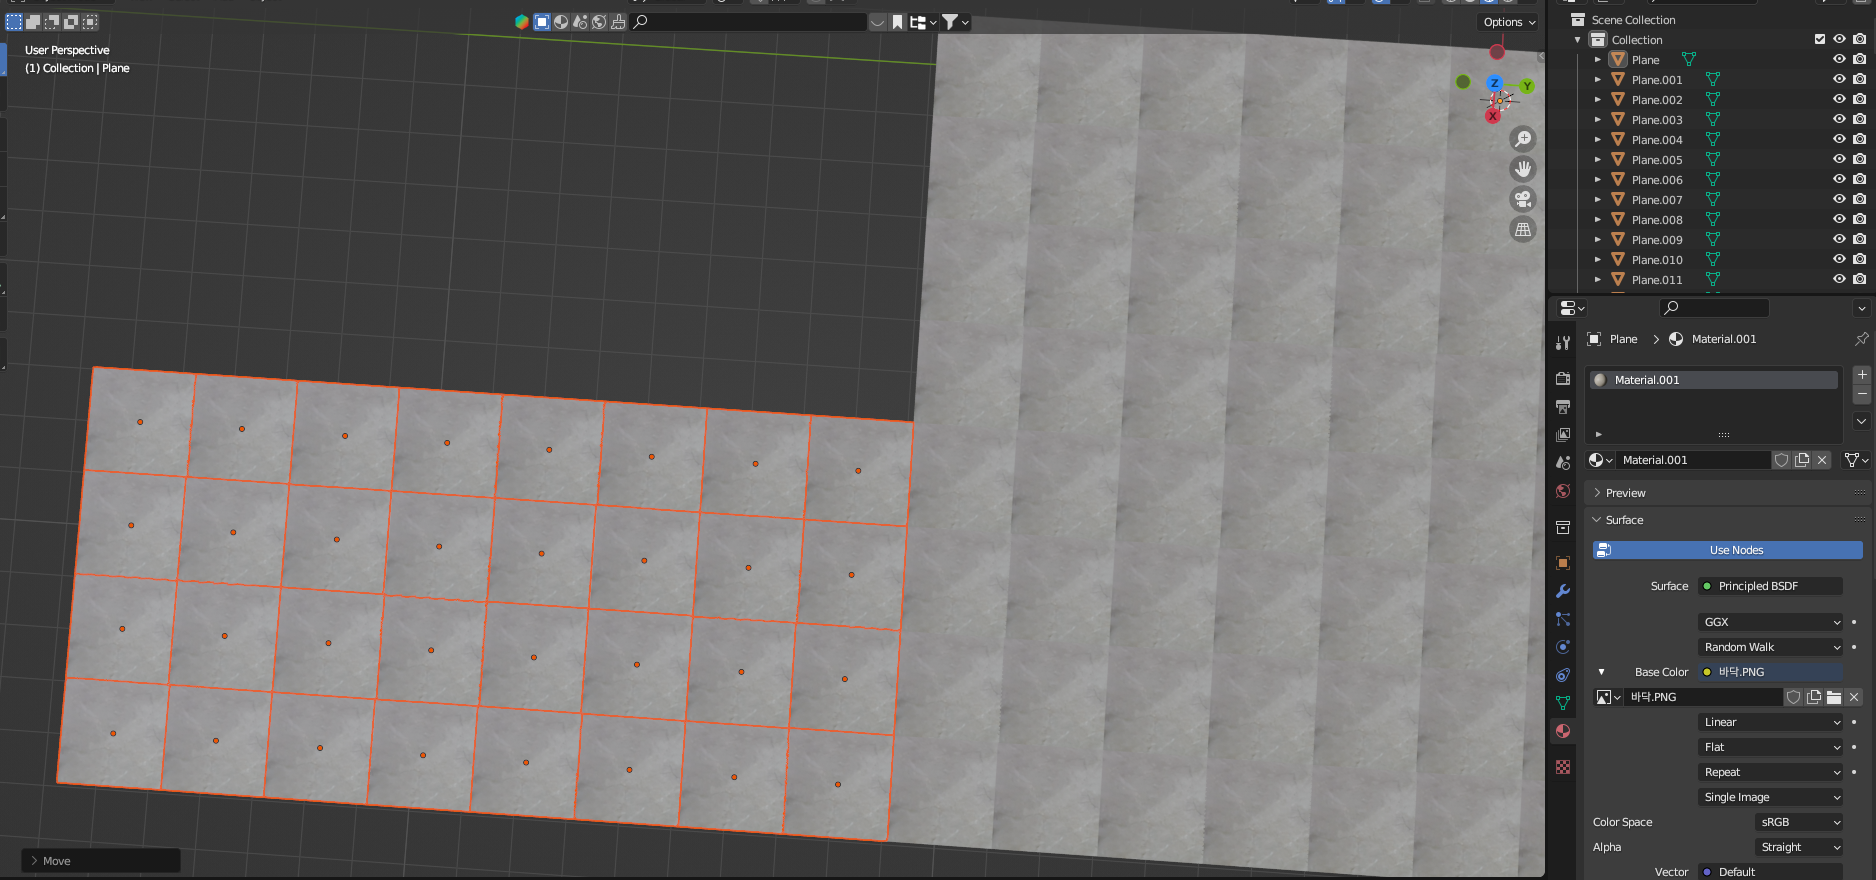 Options
User Perspective
(1) Collection | Plane
Z
Y
X
Move
Scene Collection
Collection
Plane
Plane.001
Plane.002
Plane.003
Plane.004
Plane.005
Plane.006
Plane.007
Plane.008
Plane.009
Plane.010
Plane.011
Plane > Material.001
Material.001
Material.001
Preview
Surface
Use Nodes
Surface Principled BSDF
GGX
Random Walk
Base Color 바닥.PNG
바닥.PNG
Linear
Flat
Repeat
Single Image
Color Space sRGB
Alpha Straight
Vector Default